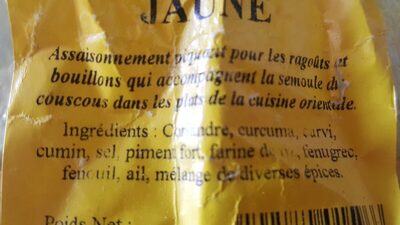 JAUNE
Assaisonnement piquant pour les ragoûts et
bouillons qui accompagnent la semoule du
couscous dans les plats de la cuisine orientale.
Ingrédients : Coriandre, curcuma, carvi,
cumin, sel, piment fort, farine de riz, fenugrec,
fenouil, ail, mélange de diverses épices.
Poids Net :